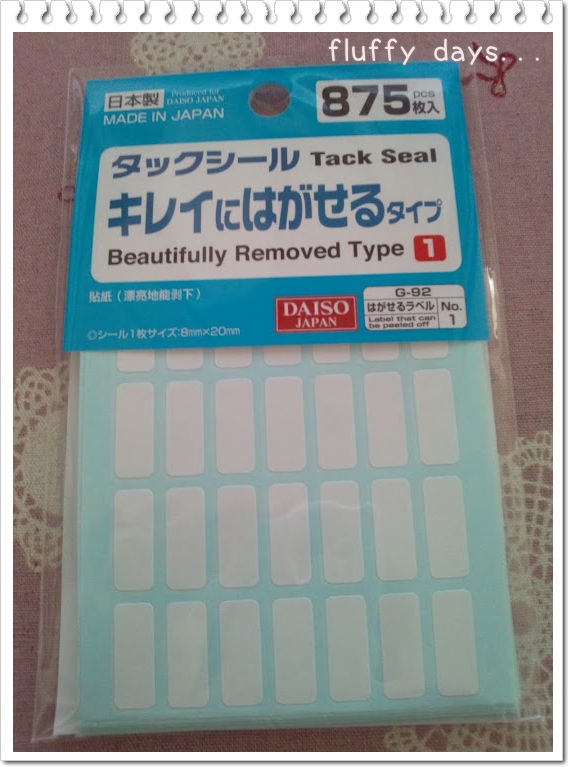 fluffy days...
日本製 Produced for DAISO JAPAN
MADE IN JAPAN
875 pcs 枚入
タックシール Tack Seal
キレイにはがせるタイプ
Beautifully Removed Type 1
貼紙(漂亮地能剥下)
◎シール1枚サイズ:8mm×20mm
DAISO JAPAN
G-92
はがせるラベル No. 1
Label that can be peeled off